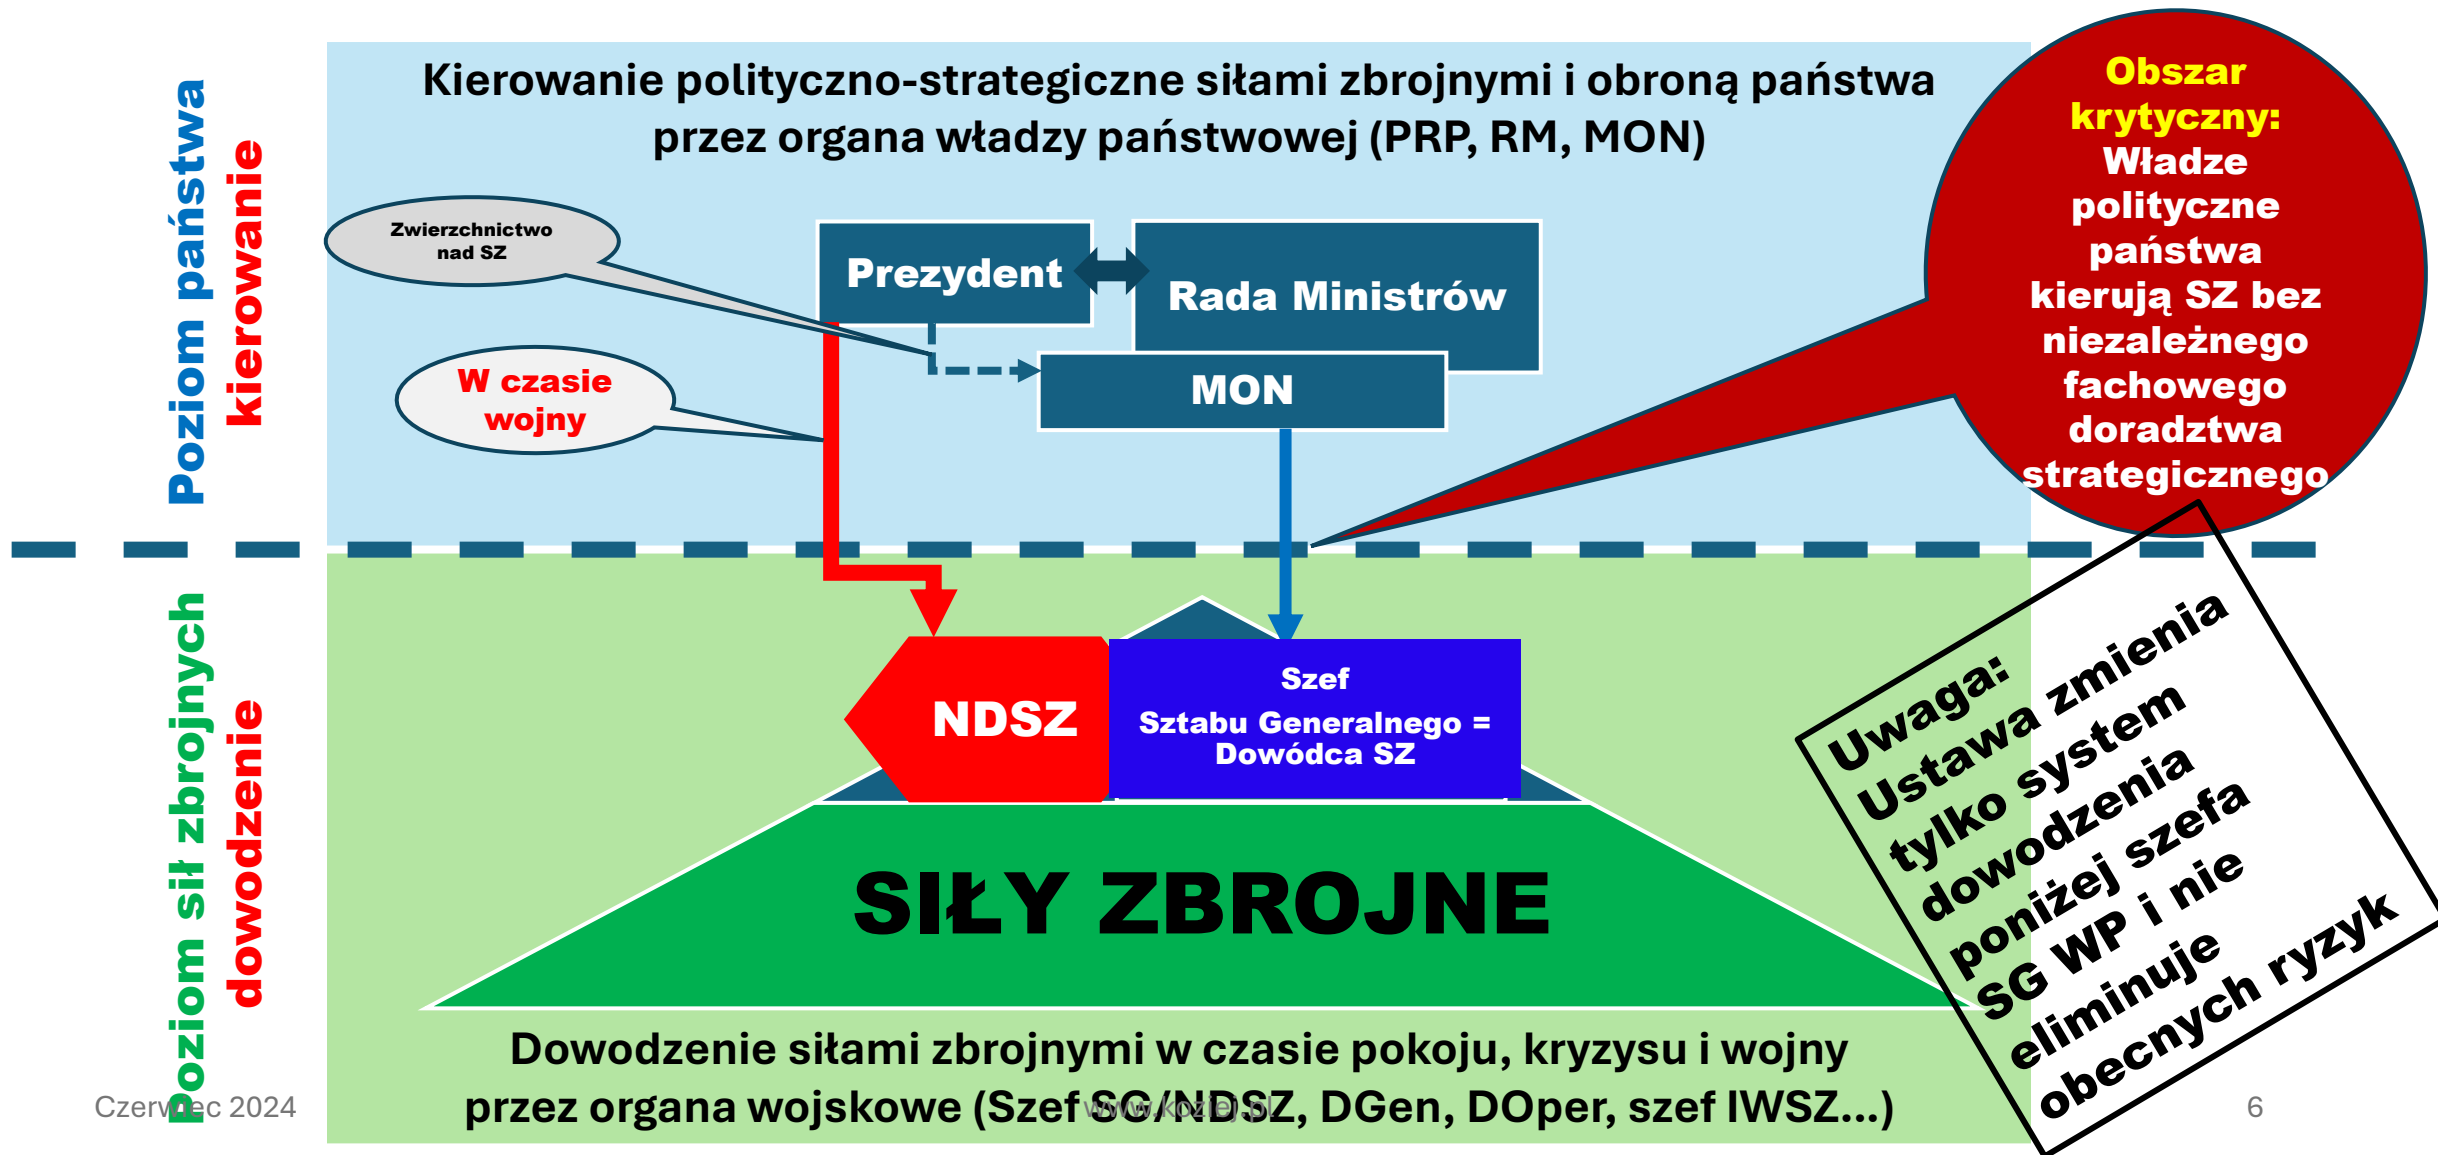 Kierowanie polityczno-strategiczne siłami zbrojnymi i obroną państwa
przez organa władzy państwowej (PRP, RM, MON)
Poziom państwa
kierowanie
Zwierzchnictwo
nad SZ
W czasie
wojny
Prezydent
Rada Ministrów
MON
Obszar
krytyczny:
Władze
polityczne
państwa
kierują SZ bez
niezależnego
fachowego
doradztwa
strategicznego
Poziom sił zbrojnych
dowodzenie
NDSZ
Szef
Sztabu Generalnego =
Dowódca SZ
SIŁY ZBROJNE
Uwaga:
Ustawa zmienia
tylko system
dowodzenia
poniżej szefa
SG WP i nie
eliminuje
obecnych ryzyk
Dowodzenie siłami zbrojnymi w czasie pokoju, kryzysu i wojny
przez organa wojskowe (Szef SG/NDSZ, DGen, DOper, szef IWSZ...)
Czerwiec 2024
www.koziej.pl
6